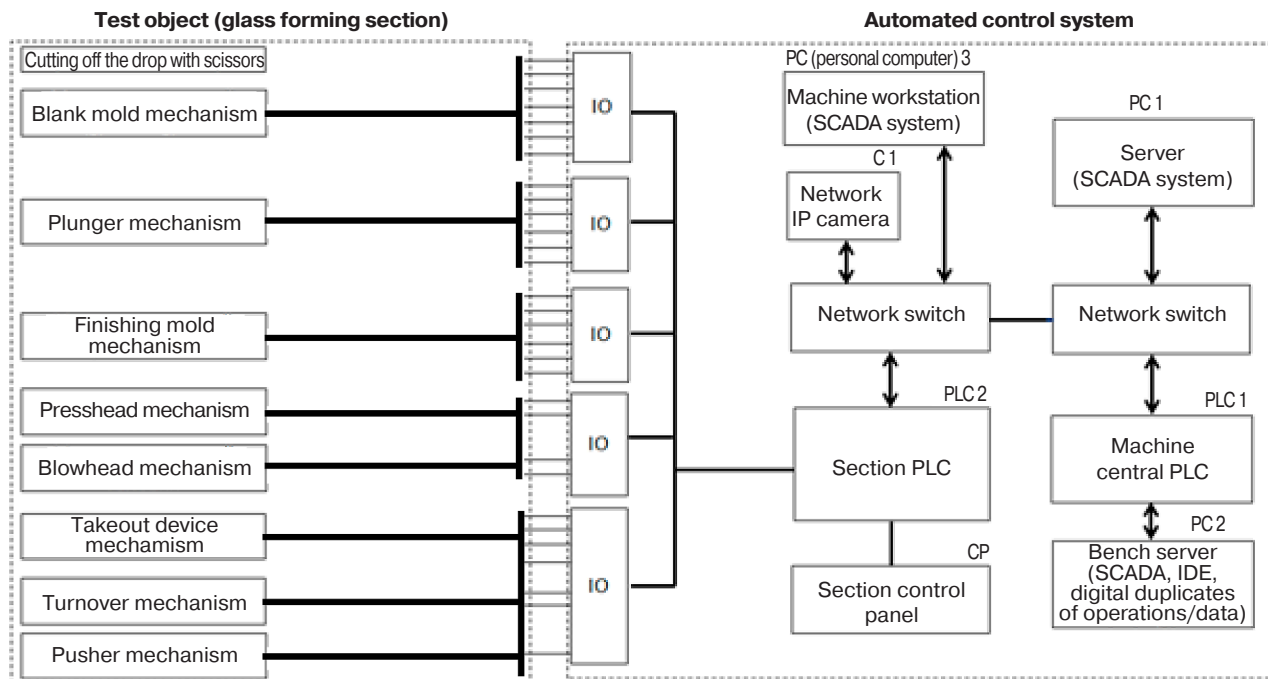 Test object (glass forming section)
Automated control system
Cutting off the drop with scissors
Blank mold mechanism
Plunger mechanism
Finishing mold
mechanism
Presshead mechanism
Blowhead mechanism
Takeout device
mechamism
Turnover mechanism
Pusher mechanism
IO
IO
IO
IO
IO
PC (personal computer) 3
Machine workstation
(SCADA system)
C 1
Network
IP camera
PC 1
Server
(SCADA system)
Network switch
Network switch
PLC 2
Section PLC
PLC 1
Machine
central PLC
CP
Section control
panel
PC 2
Bench server
(SCADA, IDE,
digital duplicates
of operations/data)